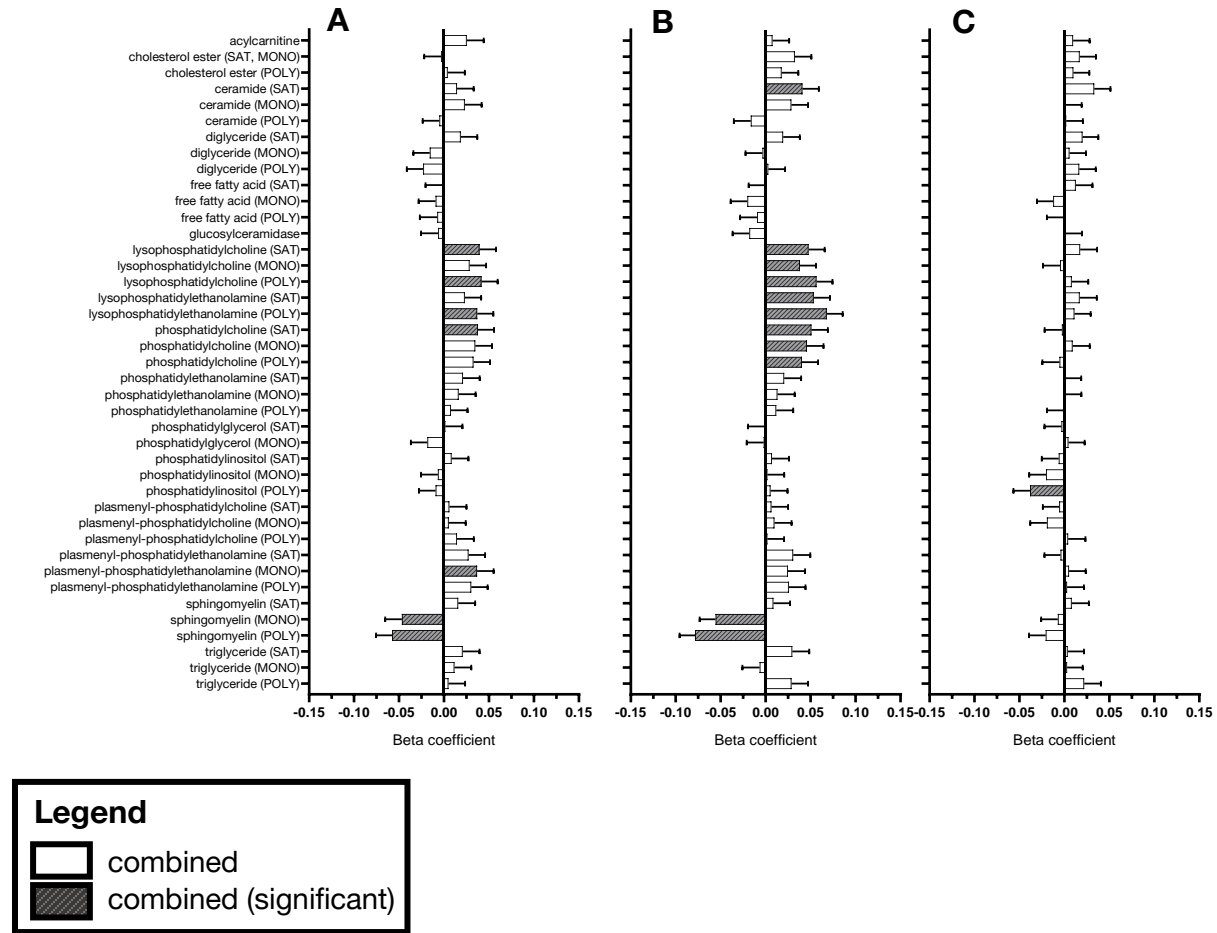 A B C
acylcarnitine
cholesterol ester (SAT, MONO)
cholesterol ester (POLY)
ceramide (SAT)
ceramide (MONO)
ceramide (POLY)
diglyceride (SAT)
diglyceride (MONO)
diglyceride (POLY)
free fatty acid (SAT)
free fatty acid (MONO)
free fatty acid (POLY)
glucosylceramidase
lysophosphatidylcholine (SAT)
lysophosphatidylcholine (MONO)
lysophosphatidylcholine (POLY)
lysophosphatidylethanolamine (SAT)
lysophosphatidylethanolamine (POLY)
phosphatidylcholine (SAT)
phosphatidylcholine (MONO)
phosphatidylcholine (POLY)
phosphatidylethanolamine (SAT)
phosphatidylethanolamine (MONO)
phosphatidylethanolamine (POLY)
phosphatidylglycerol (SAT)
phosphatidylglycerol (MONO)
phosphatidylinositol (SAT)
phosphatidylinositol (MONO)
phosphatidylinositol (POLY)
plasmenyl-phosphatidylcholine (SAT)
plasmenyl-phosphatidylcholine (MONO)
plasmenyl-phosphatidylcholine (POLY)
plasmenyl-phosphatidylethanolamine (SAT)
plasmenyl-phosphatidylethanolamine (MONO)
plasmenyl-phosphatidylethanolamine (POLY)
sphingomyelin (SAT)
sphingomyelin (MONO)
sphingomyelin (POLY)
triglyceride (SAT)
triglyceride (MONO)
triglyceride (POLY)
-0.15 -0.10 -0.05 0.00 0.05 0.10 0.15 -0.15 -0.10 -0.05 0.00 0.05 0.10 0.15 -0.15 -0.10 -0.05 0.00 0.05 0.10 0.15
Beta coefficient Beta coefficient Beta coefficient
Legend
combined
combined (significant)